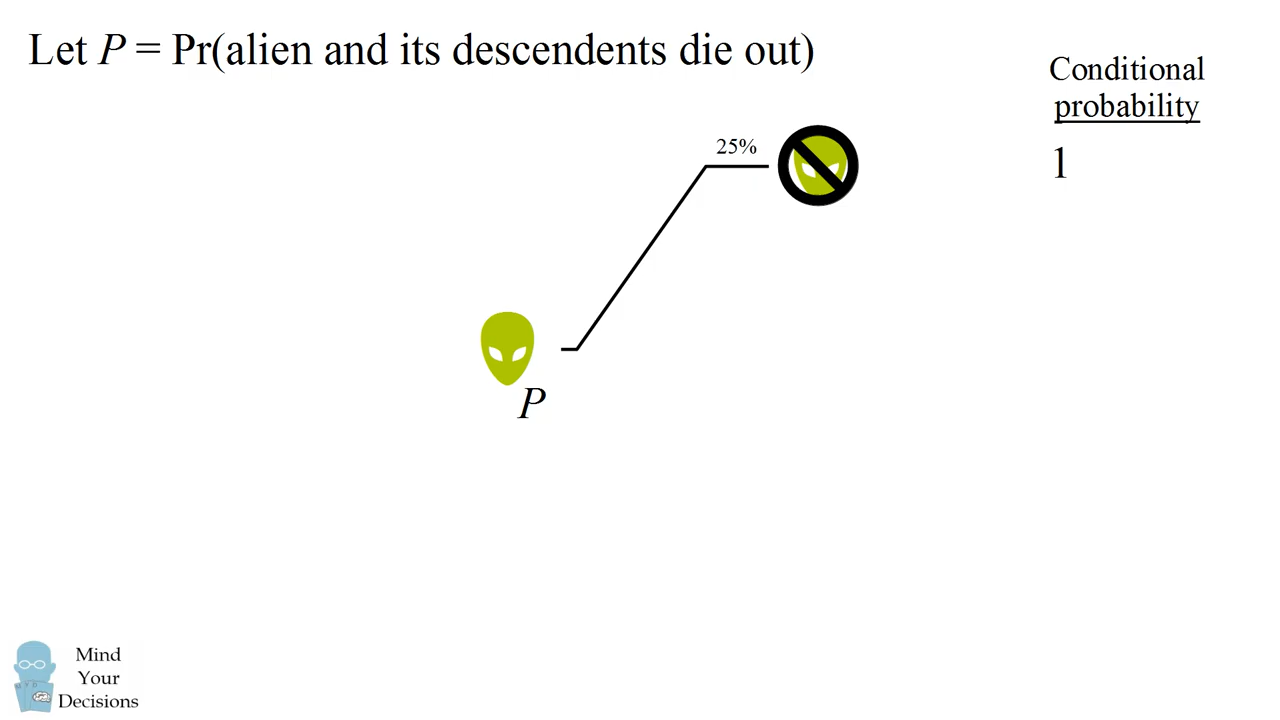 Let P = Pr(alien and its descendents die out)
Conditional
probability
25%
1
P
Mind
Your
Decisions